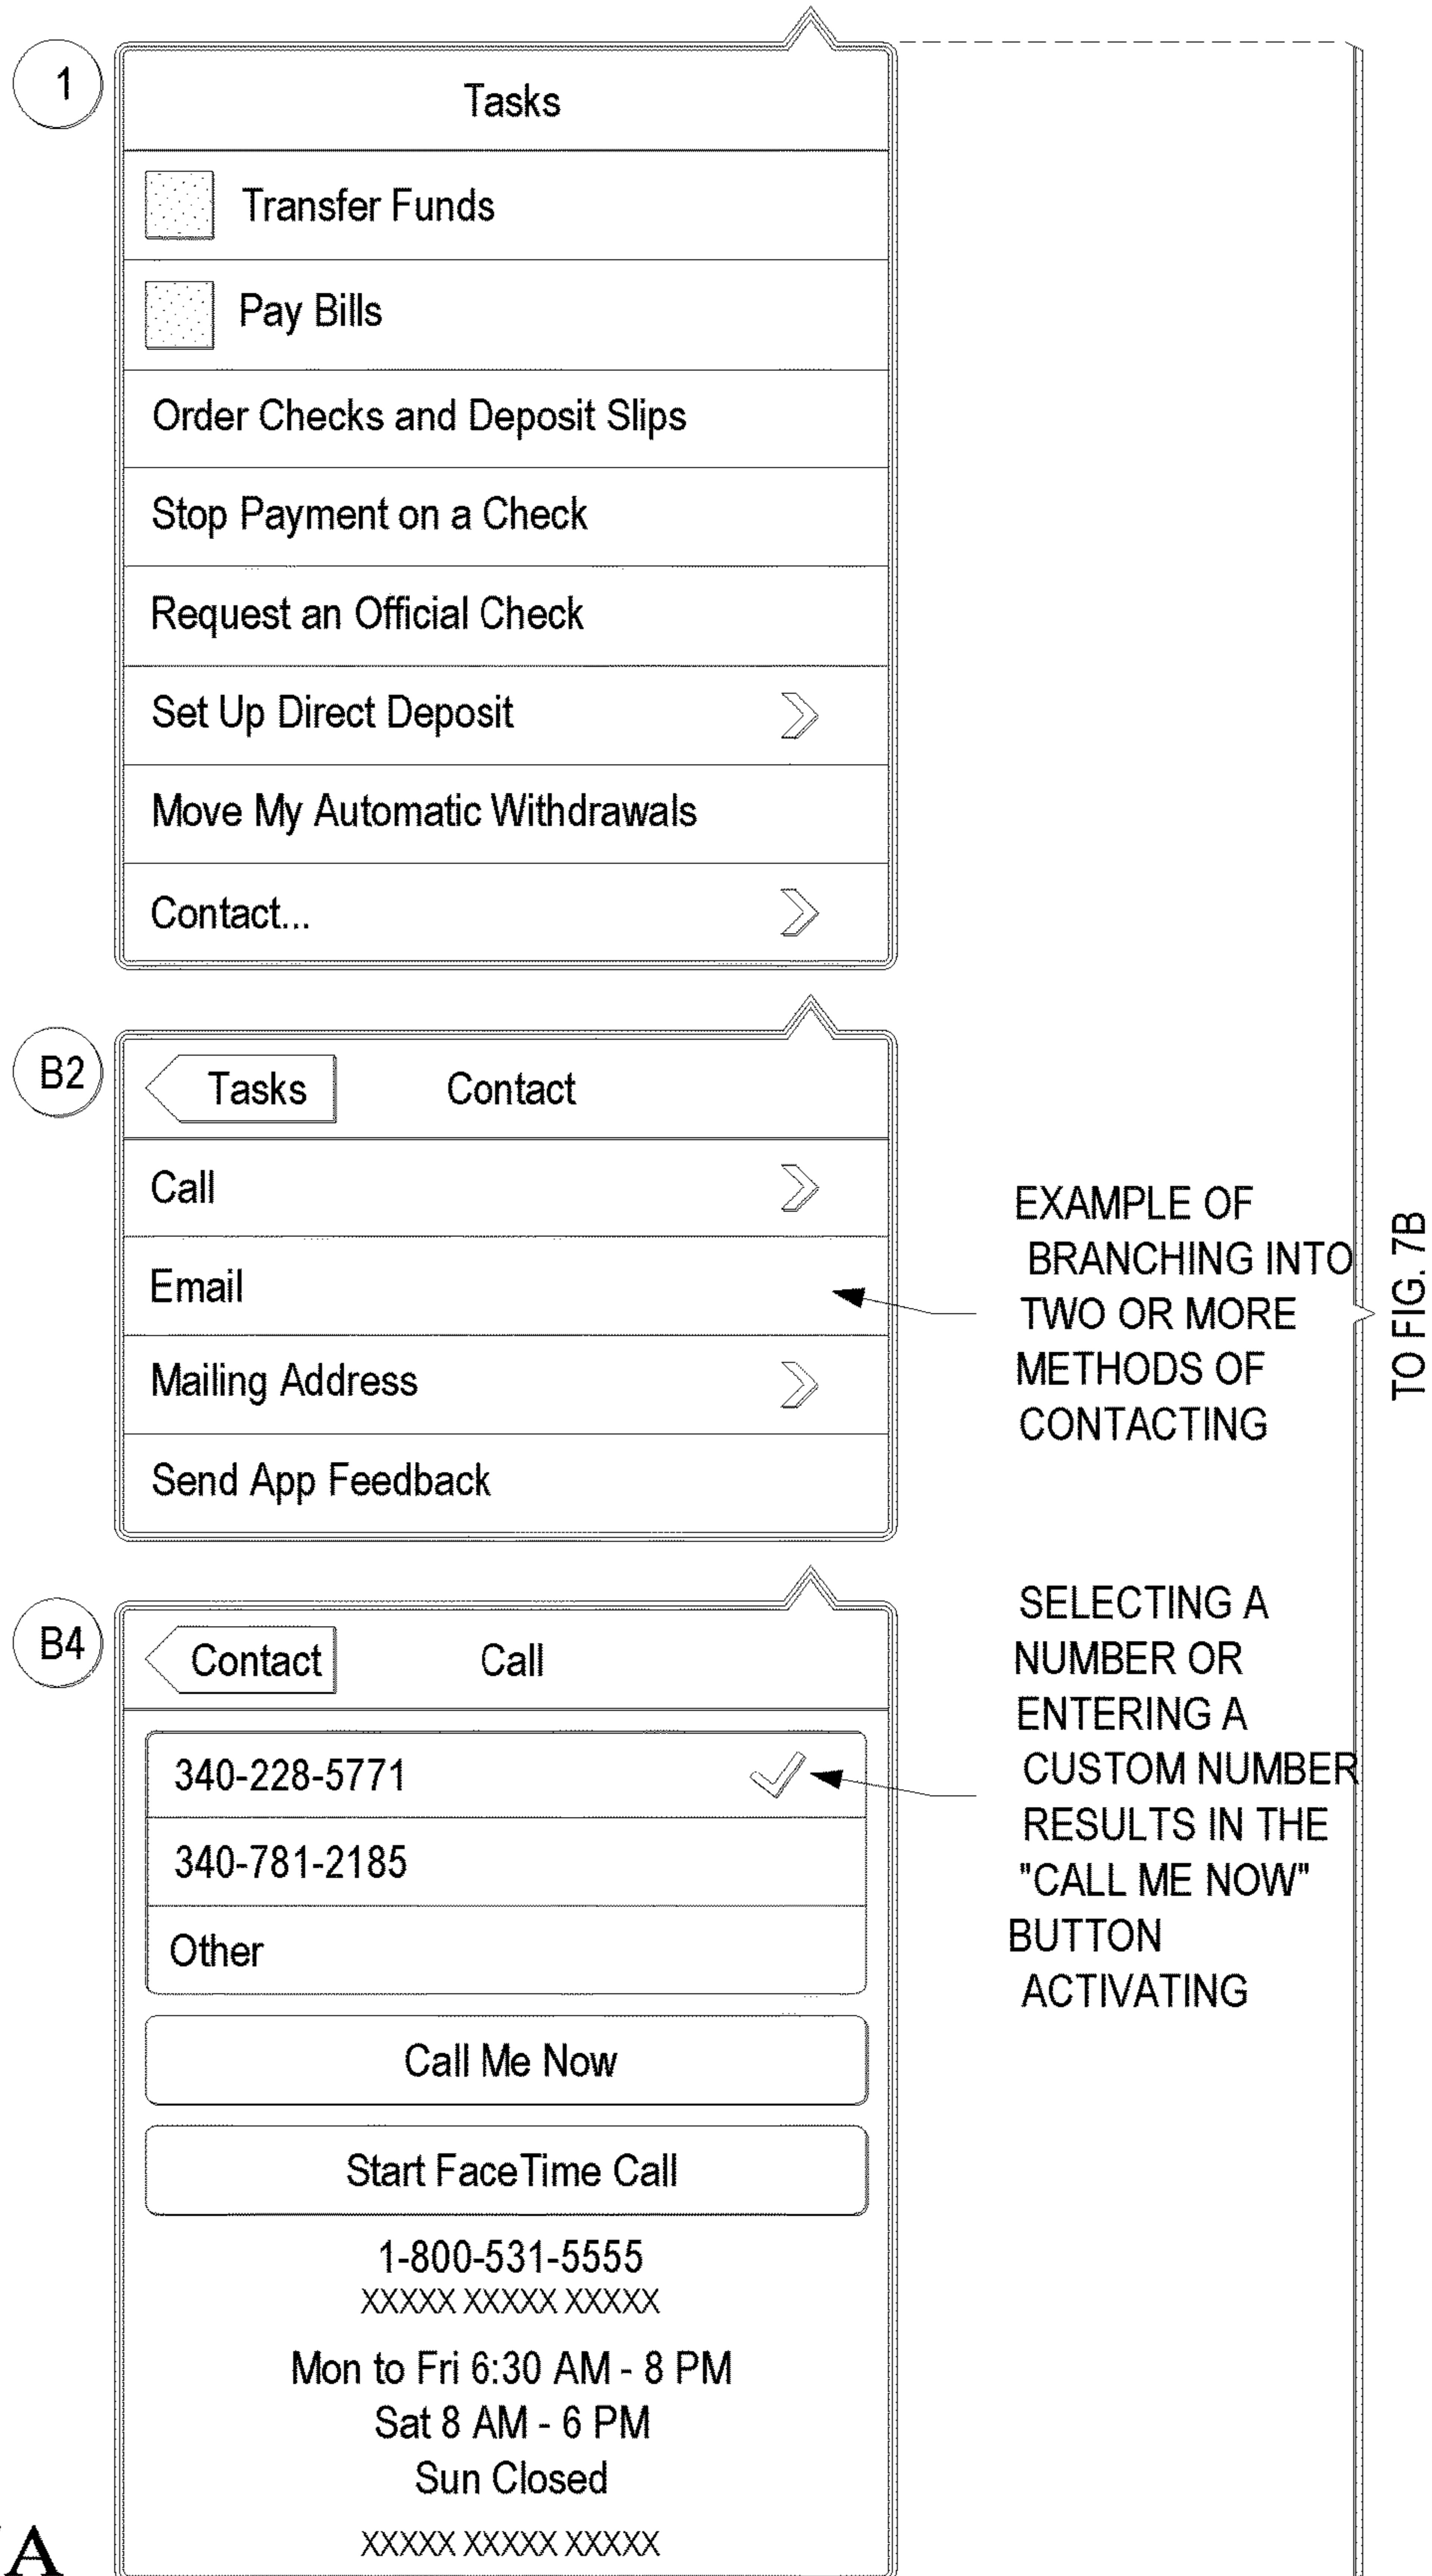 1
Tasks
Transfer Funds
Pay Bills
Order Checks and Deposit Slips
Stop Payment on a Check
Request an Official Check
Set Up Direct Deposit
Move My Automatic Withdrawals
Contact...
B2
Tasks Contact
Call
Email
Mailing Address
Send App Feedback
EXAMPLE OF
BRANCHING INTO
TWO OR MORE
METHODS OF
CONTACTING
TO FIG. 7B
B4
Contact Call
340-228-5771
340-781-2185
Other
Call Me Now
Start FaceTime Call
1-800-531-5555
XXXXX XXXXX XXXXX
Mon to Fri 6:30 AM - 8 PM
Sat 8 AM - 6 PM
Sun Closed
XXXXX XXXXX XXXXX
SELECTING A
NUMBER OR
ENTERING A
CUSTOM NUMBER
RESULTS IN THE
"CALL ME NOW"
BUTTON
ACTIVATING